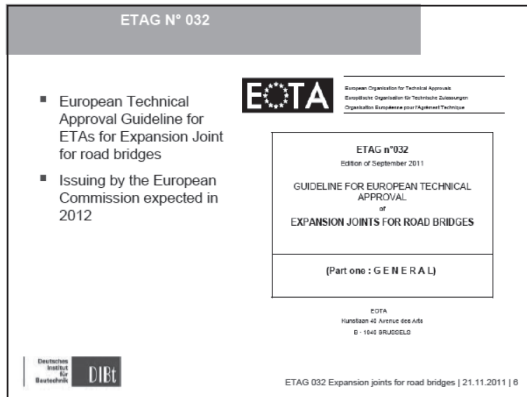 ETAG N° 032
▪ European Technical
Approval Guideline for
ETAs for Expansion Joint
for road bridges
▪ Issuing by the European
Commission expected in
2012
EOTA
European Organisation for Technical Approvals
Europäische Organisation für Technische Zulassungen
Organisation Européenne pour l'Agrément Technique
ETAG n°032
Edition of September 2011
GUIDELINE FOR EUROPEAN TECHNICAL
APPROVAL
of
EXPANSION JOINTS FOR ROAD BRIDGES
(Part one : G E N E R A L)
EOTA
Kunstlaan 40 Avenue des Arts
B - 1040 BRUSSELS
Deutsches
Institut
für
Bautechnik
DIBt
ETAG 032 Expansion joints for road bridges | 21.11.2011 | 6